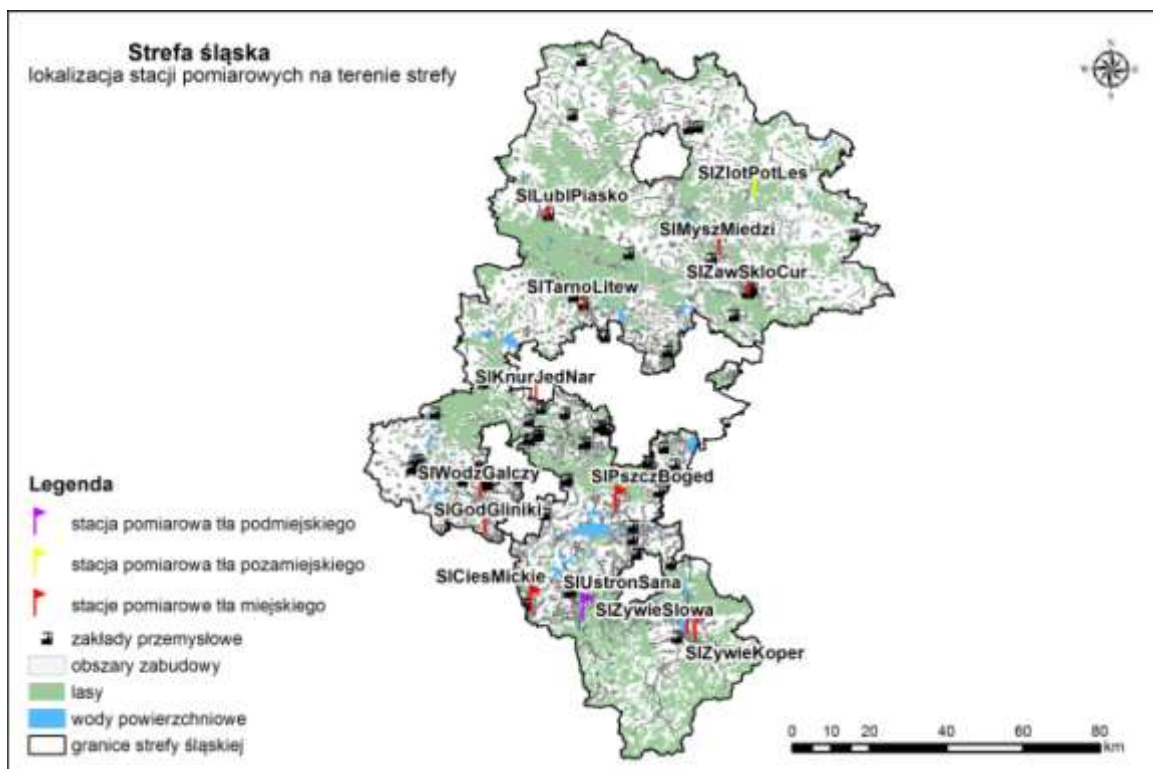 Strefa śląska
lokalizacja stacji pomiarowych na terenie strefy
N
W
E
S
SlZlotPotLes
SlLublPiasko
SlMyszMiedzi
SlZawSkloCur
SlTarnoLitew
SlKnurJedNar
SlWodzGalczy
SlPszczBoged
SlGodGliniki
SlCiesMickie
SlUstronSana
SlZywieSlowa
SlZywieKoper
Legenda
stacja pomiarowa tła podmiejskiego
stacja pomiarowa tła pozamiejskiego
stacje pomiarowe tła miejskiego
zakłady przemysłowe
obszary zabudowy
lasy
wody powierzchniowe
granice strefy śląskiej
0 10 20 40 60 80
km